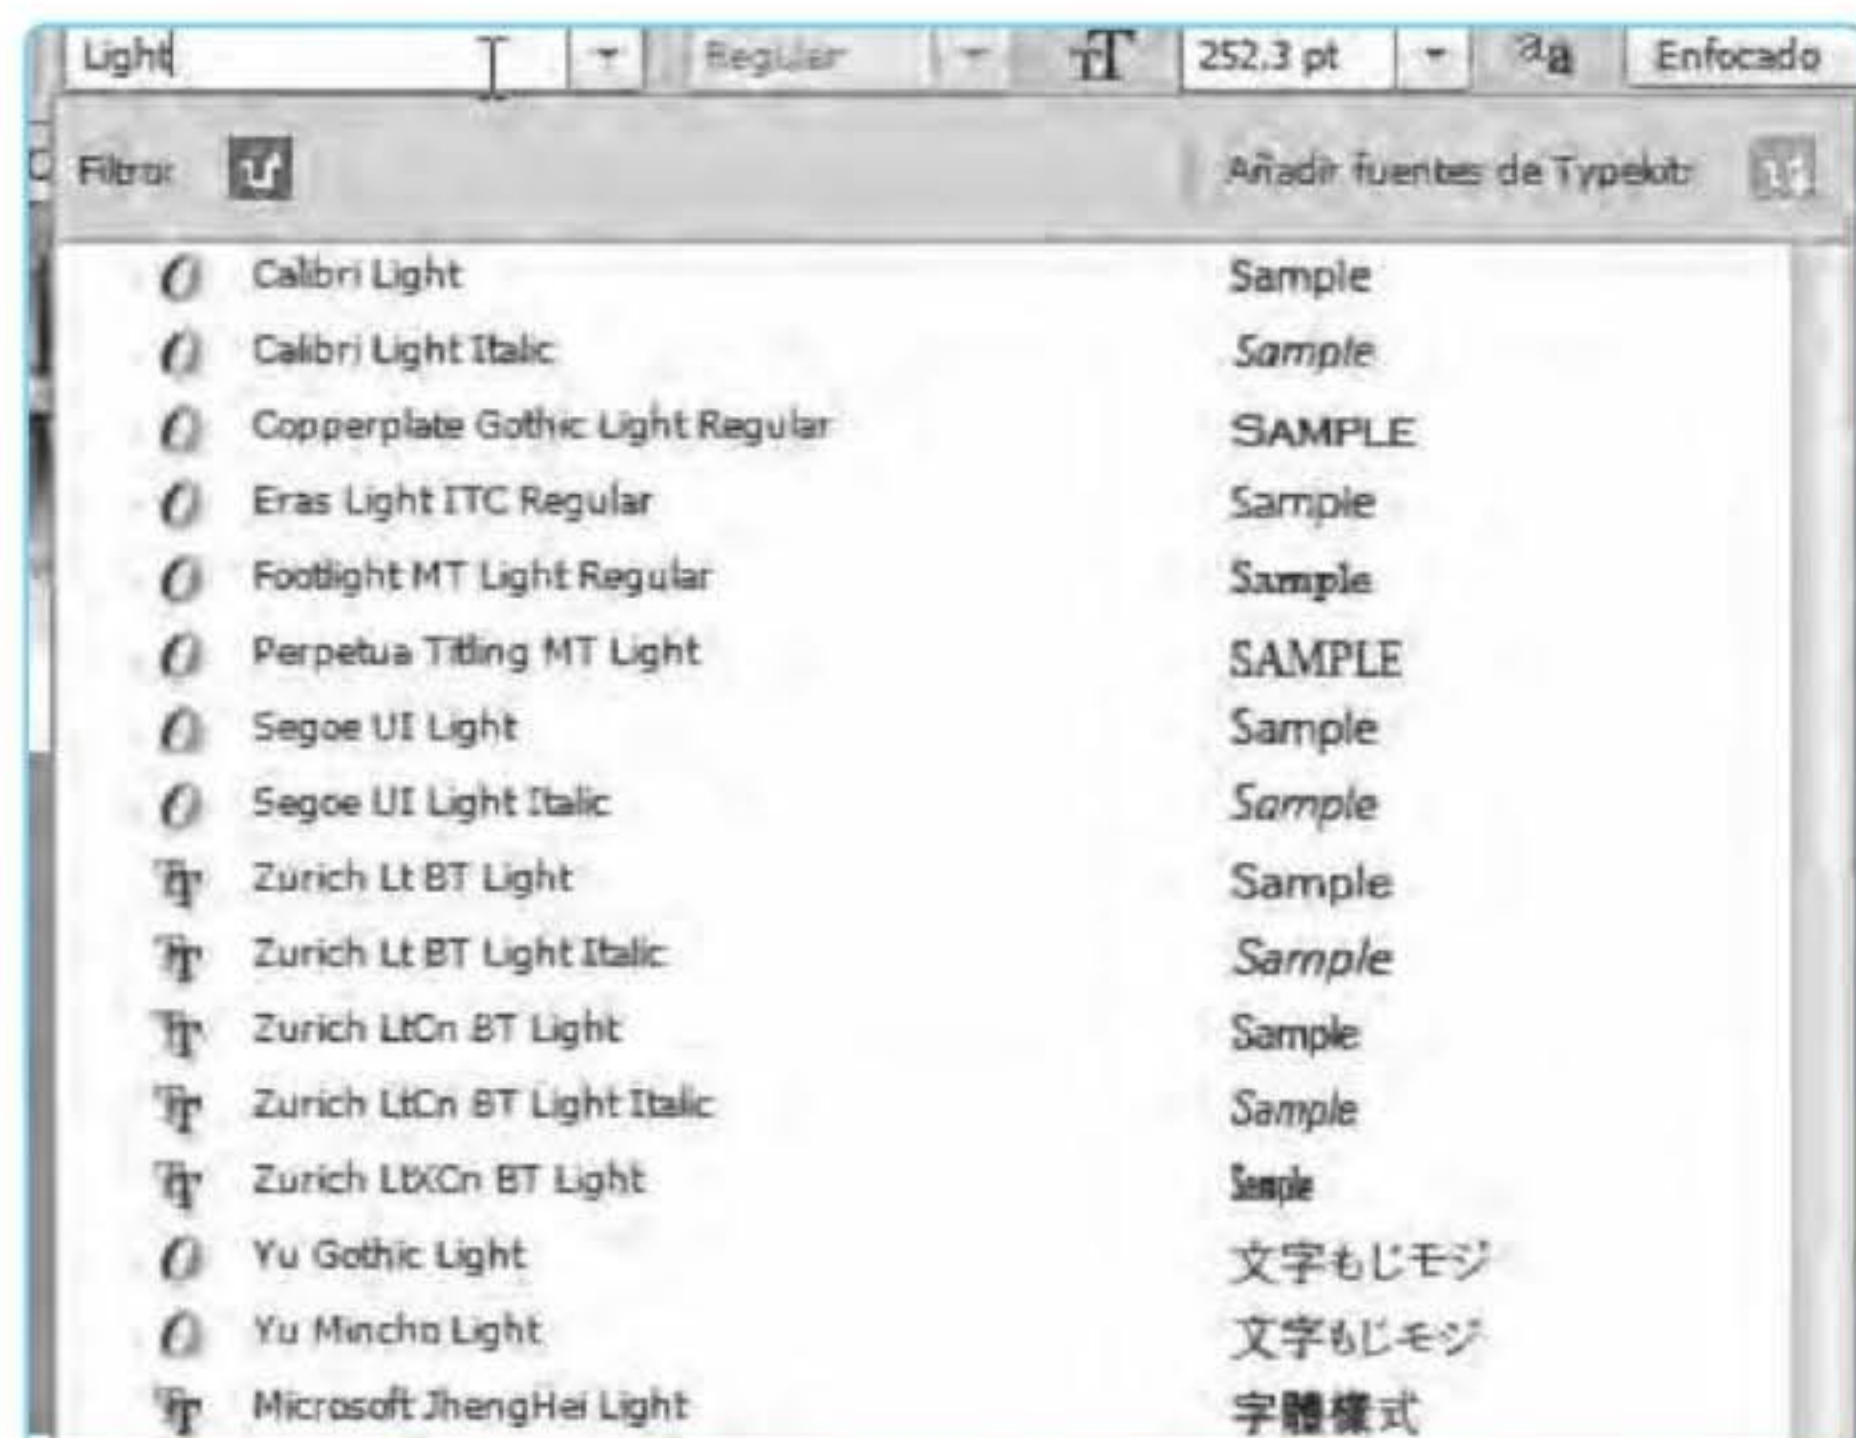 Light Regular 252.3 pt aa Enfocado
Filtrar: Añadir fuentes de Typekit:
Calibri Light Sample
Calibri Light Italic Sample
Copperplate Gothic Light Regular SAMPLE
Eras Light ITC Regular Sample
Footlight MT Light Regular Sample
Perpetua Titling MT Light SAMPLE
Segoe UI Light Sample
Segoe UI Light Italic Sample
Zurich Lt BT Light Sample
Zurich Lt BT Light Italic Sample
Zurich LtCn BT Light Sample
Zurich LtCn BT Light Italic Sample
Zurich LtXCn BT Light Sample
Yu Gothic Light 文字もじモジ
Yu Mincho Light 文字もじモジ
Microsoft JhengHei Light 字體樣式